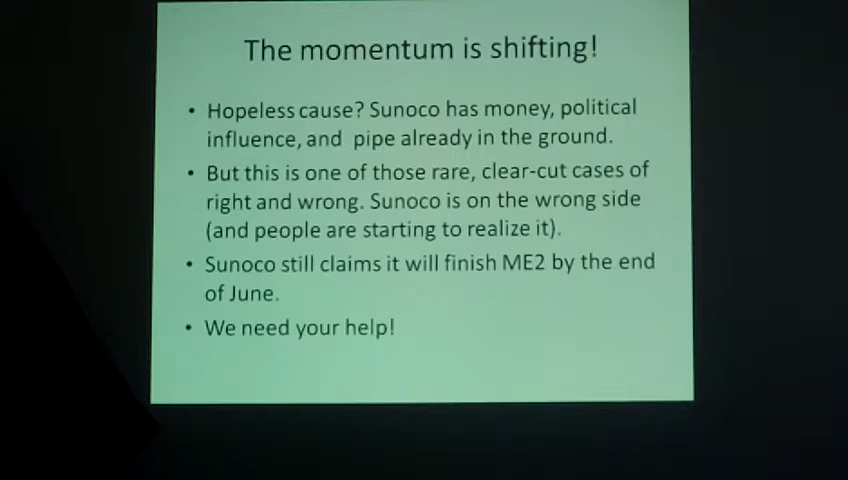 The momentum is shifting!
• Hopeless cause? Sunoco has money, political
influence, and  pipe already in the ground.
• But this is one of those rare, clear-cut cases of
right and wrong. Sunoco is on the wrong side
(and people are starting to realize it).
• Sunoco still claims it will finish ME2 by the end
of June.
• We need your help!